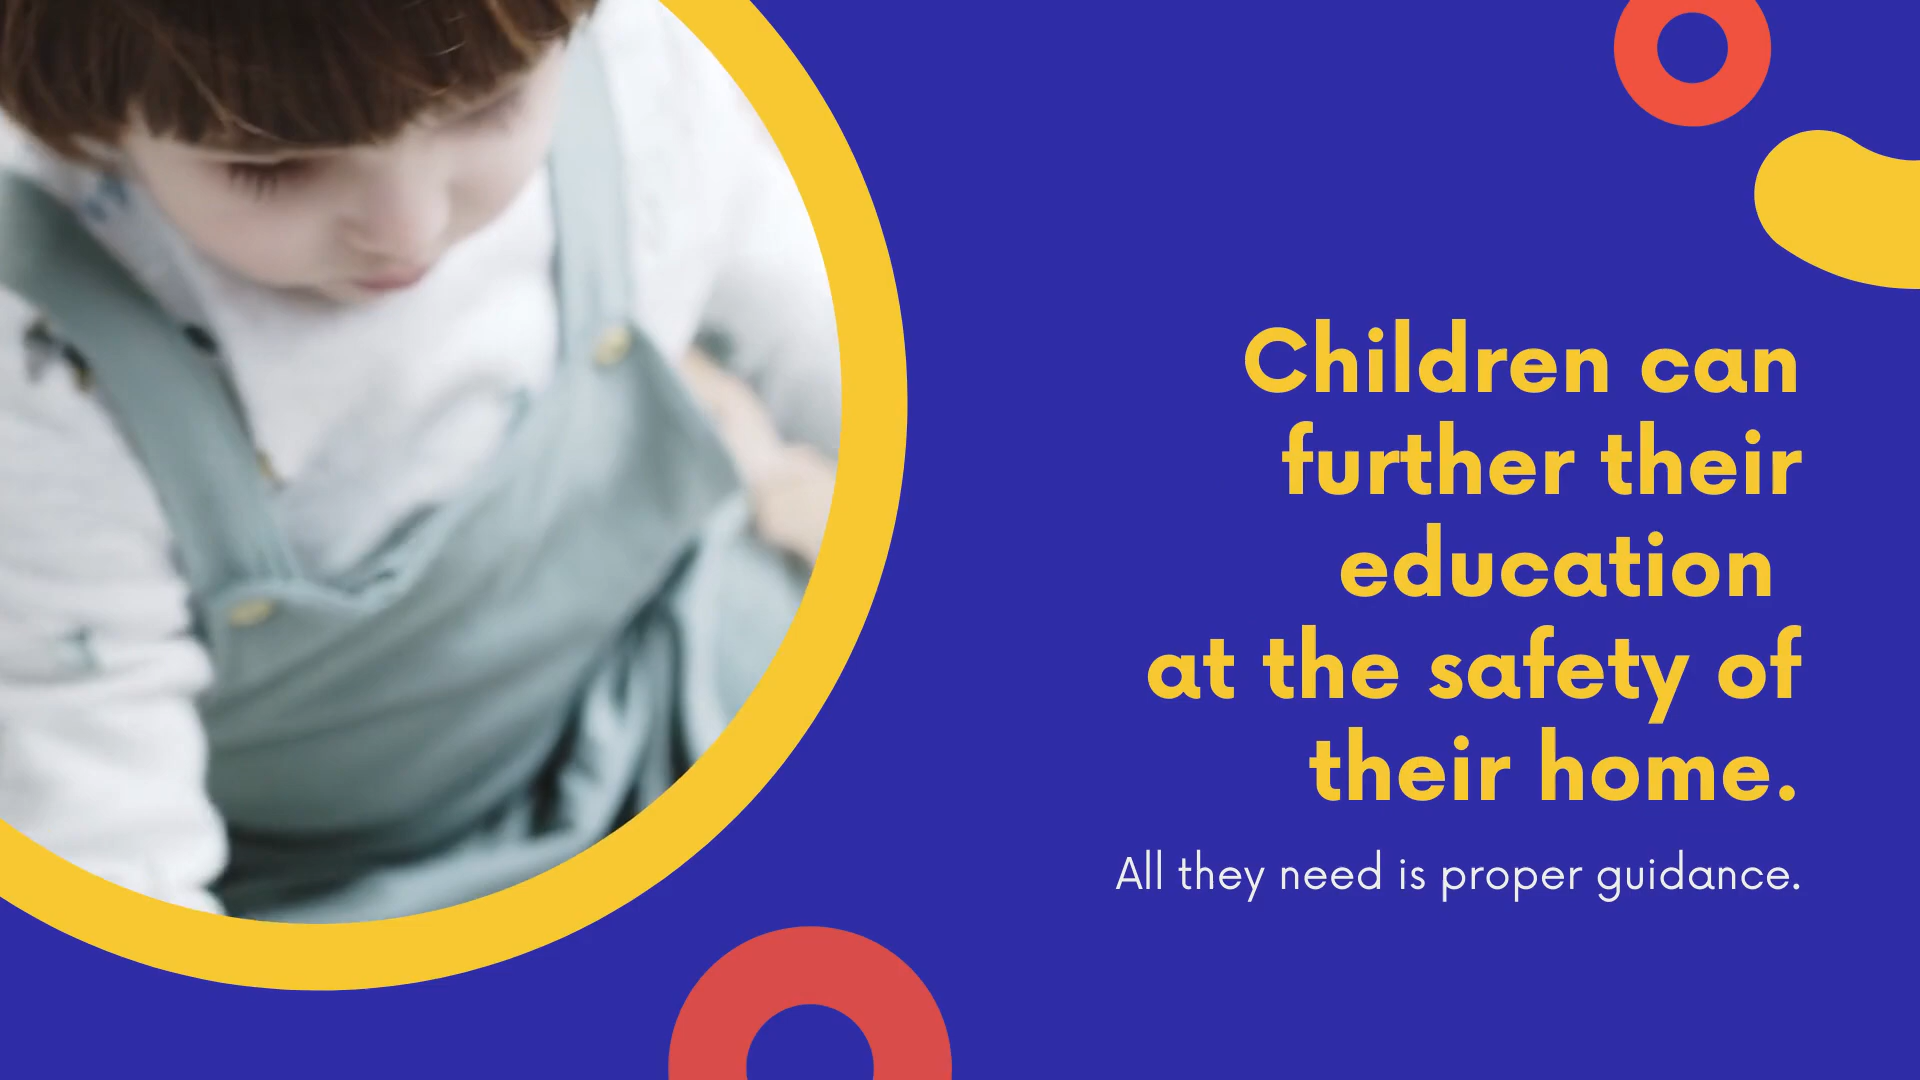 Children can
further their
education
at the safety of
their home.
All they need is proper guidance.